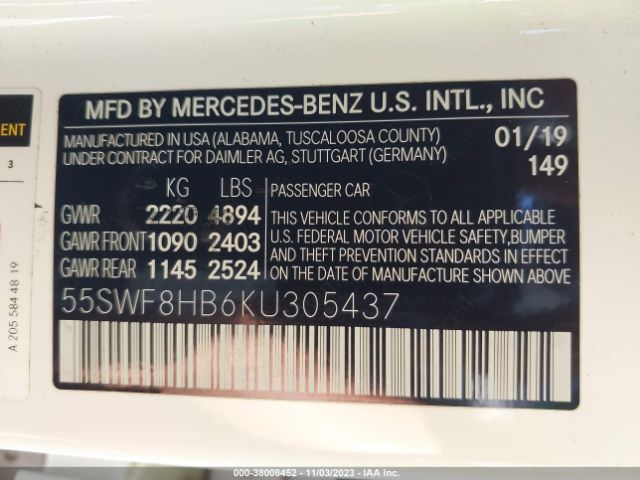 MFD BY MERCEDES-BENZ U.S. INTL., INC
MANUFACTURED IN USA (ALABAMA, TUSCALOOSA COUNTY) 01/19
UNDER CONTRACT FOR DAIMLER AG, STUTTGART (GERMANY) 149
KG LBS PASSENGER CAR
GVWR 2220 4894 THIS VEHICLE CONFORMS TO ALL APPLICABLE
GAWR FRONT 1090 2403 U.S. FEDERAL MOTOR VEHICLE SAFETY, BUMPER
AND THEFT PREVENTION STANDARDS IN EFFECT
GAWR REAR 1145 2524 ON THE DATE OF MANUFACTURE SHOWN ABOVE.
55SWF8HB6KU305437
ENT
3
A 205 584 48 19
000-38008452 - 11/03/2023 - IAAI.com